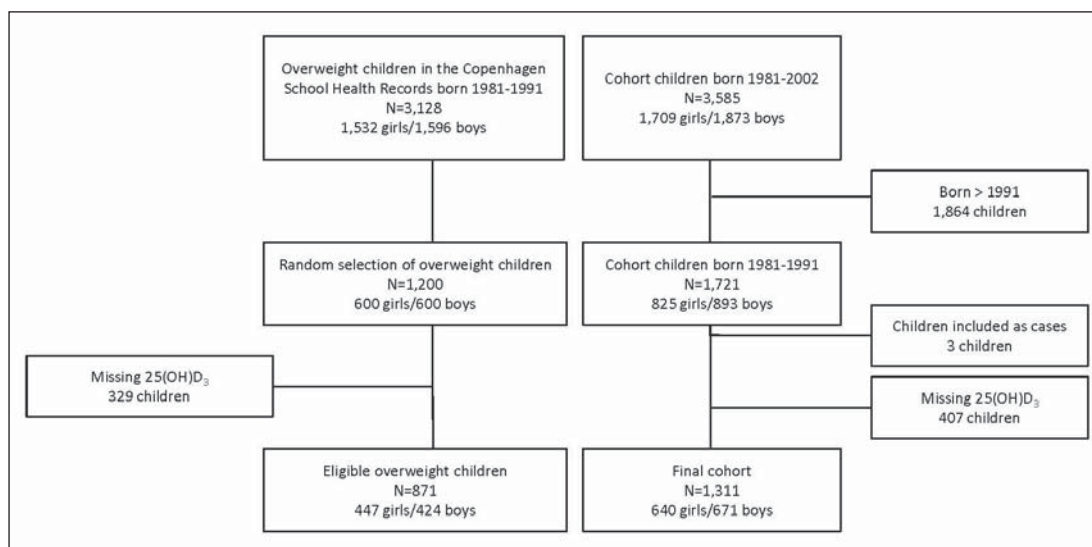 Overweight children in the Copenhagen
School Health Records born 1981-1991
N=3,128
1,532 girls/1,596 boys
Cohort children born 1981-2002
N=3,585
1,709 girls/1,873 boys
Born > 1991
1,864 children
Random selection of overweight children
N=1,200
600 girls/600 boys
Cohort children born 1981-1991
N=1,721
825 girls/893 boys
Children included as cases
3 children
Missing 25(OH)D₃
329 children
Missing 25(OH)D₃
407 children
Eligible overweight children
N=871
447 girls/424 boys
Final cohort
N=1,311
640 girls/671 boys